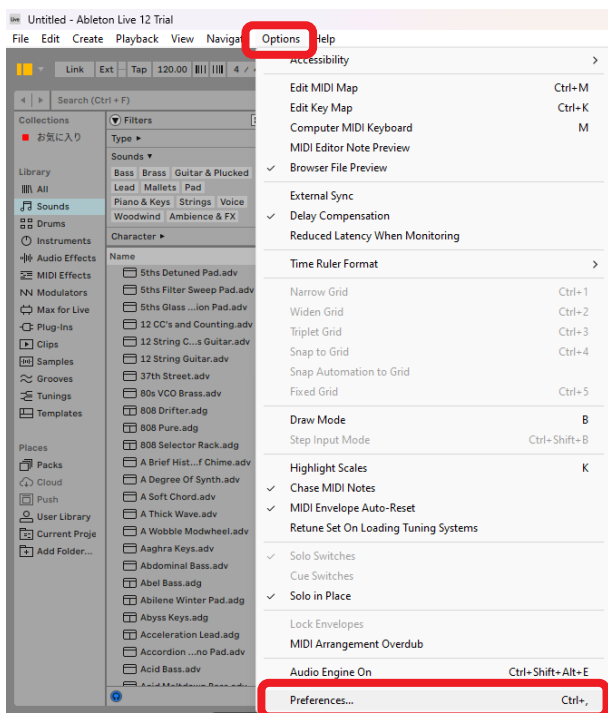 Untitled - Ableton Live 12 Trial
File Edit Create Playback View Navigat Options Help
Link Ext Tap 120.00 4 /
Search (Ctrl + F)
Collections
お気に入り
Library
All
Sounds
Drums
Instruments
Audio Effects
MIDI Effects
Modulators
Max for Live
Plug-Ins
Clips
Samples
Grooves
Tunings
Templates
Places
Packs
Cloud
Push
User Library
Current Proje
Add Folder...
Filters
Type
Sounds
Bass Brass Guitar & Plucked
Lead Mallets Pad
Piano & Keys Strings Voice
Woodwind Ambience & FX
Character
Name
5ths Detuned Pad.adv
5ths Filter Sweep Pad.adv
5ths Glass ...ion Pad.adv
12 CC's and Counting.adv
12 String C...s Guitar.adv
12 String Guitar.adv
37th Street.adv
80s VCO Brass.adv
808 Drifter.adg
808 Pure.adg
808 Selector Rack.adg
A Brief Hist...f Chime.adv
A Degree Of Synth.adv
A Soft Chord.adv
A Thick Wave.adv
A Wobble Modwheel.adv
Aaghra Keys.adv
Abdominal Bass.adv
Abel Bass.adg
Abilene Winter Pad.adg
Abyss Keys.adg
Acceleration Lead.adg
Accordion ...no Pad.adv
Acid Bass.adv
Accessibility
Edit MIDI Map Ctrl+M
Edit Key Map Ctrl+K
Computer MIDI Keyboard M
MIDI Editor Note Preview
Browser File Preview
External Sync
Delay Compensation
Reduced Latency When Monitoring
Time Ruler Format
Narrow Grid Ctrl+1
Widen Grid Ctrl+2
Triplet Grid Ctrl+3
Snap to Grid Ctrl+4
Snap Automation to Grid
Fixed Grid Ctrl+5
Draw Mode B
Step Input Mode Ctrl+Shift+B
Highlight Scales K
Chase MIDI Notes
MIDI Envelope Auto-Reset
Retune Set On Loading Tuning Systems
Solo Switches
Cue Switches
Solo in Place
Lock Envelopes
MIDI Arrangement Overdub
Audio Engine On Ctrl+Shift+Alt+E
Preferences... Ctrl+,